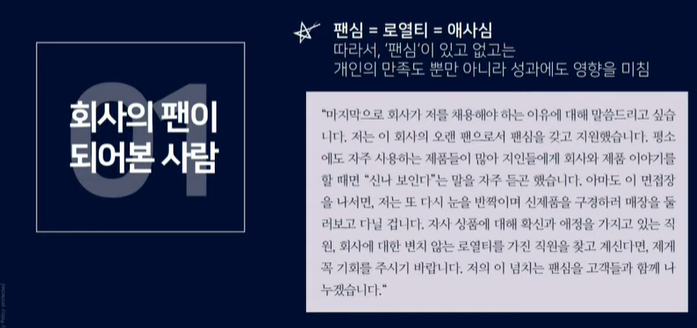 01
회사의 팬이
되어본 사람
팬심 = 로열티 = 애사심
따라서, '팬심'이 있고 없고는
개인의 만족도 뿐만 아니라 성과에도 영향을 미침
"마지막으로 회사가 저를 채용해야 하는 이유에 대해 말씀드리고 싶습
니다. 저는 이 회사의 오랜 팬으로서 팬심을 갖고 지원했습니다. 평소
에도 자주 사용하는 제품들이 많아 지인들에게 회사와 제품 이야기를
할 때면 "신나 보인다"는 말을 자주 듣곤 했습니다. 아마도 이 면접장
을 나서면, 저는 또 다시 눈을 반짝이며 신제품을 구경하러 매장을 둘
러보고 다닐 겁니다. 자사 상품에 대해 확신과 애정을 가지고 있는 직
원, 회사에 대한 변치 않는 로열티를 가진 직원을 찾고 계신다면, 제게
꼭 기회를 주시기 바랍니다. 저의 이 넘치는 팬심을 고객들과 함께 나
누겠습니다."